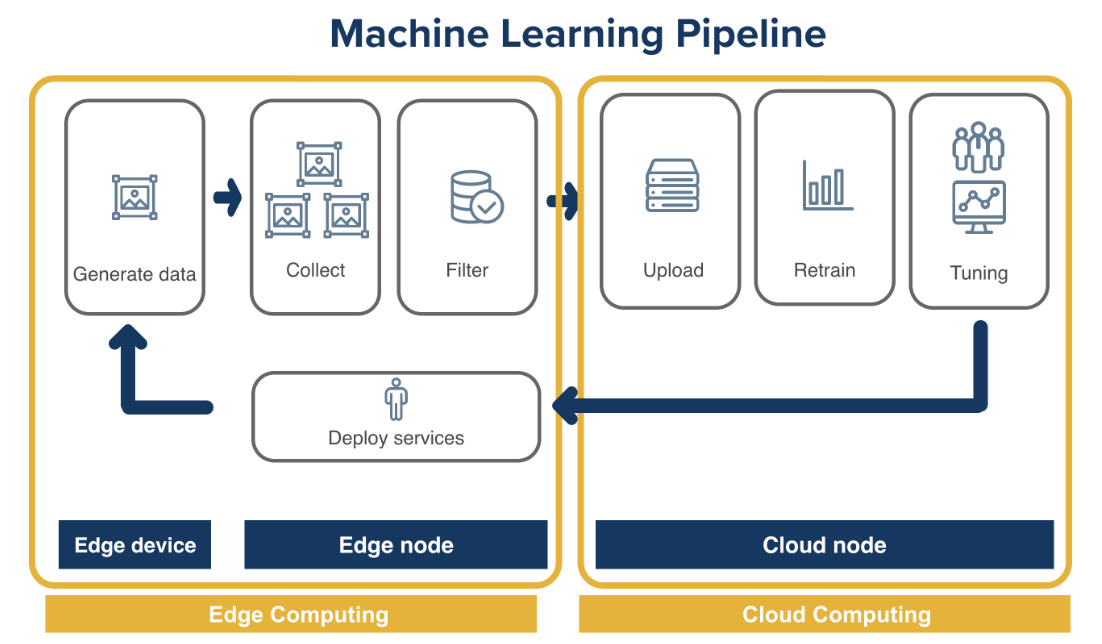 Machine Learning Pipeline
Generate data
Collect
Filter
Upload
Retrain
Tuning
Deploy services
Edge device
Edge node
Cloud node
Edge Computing
Cloud Computing